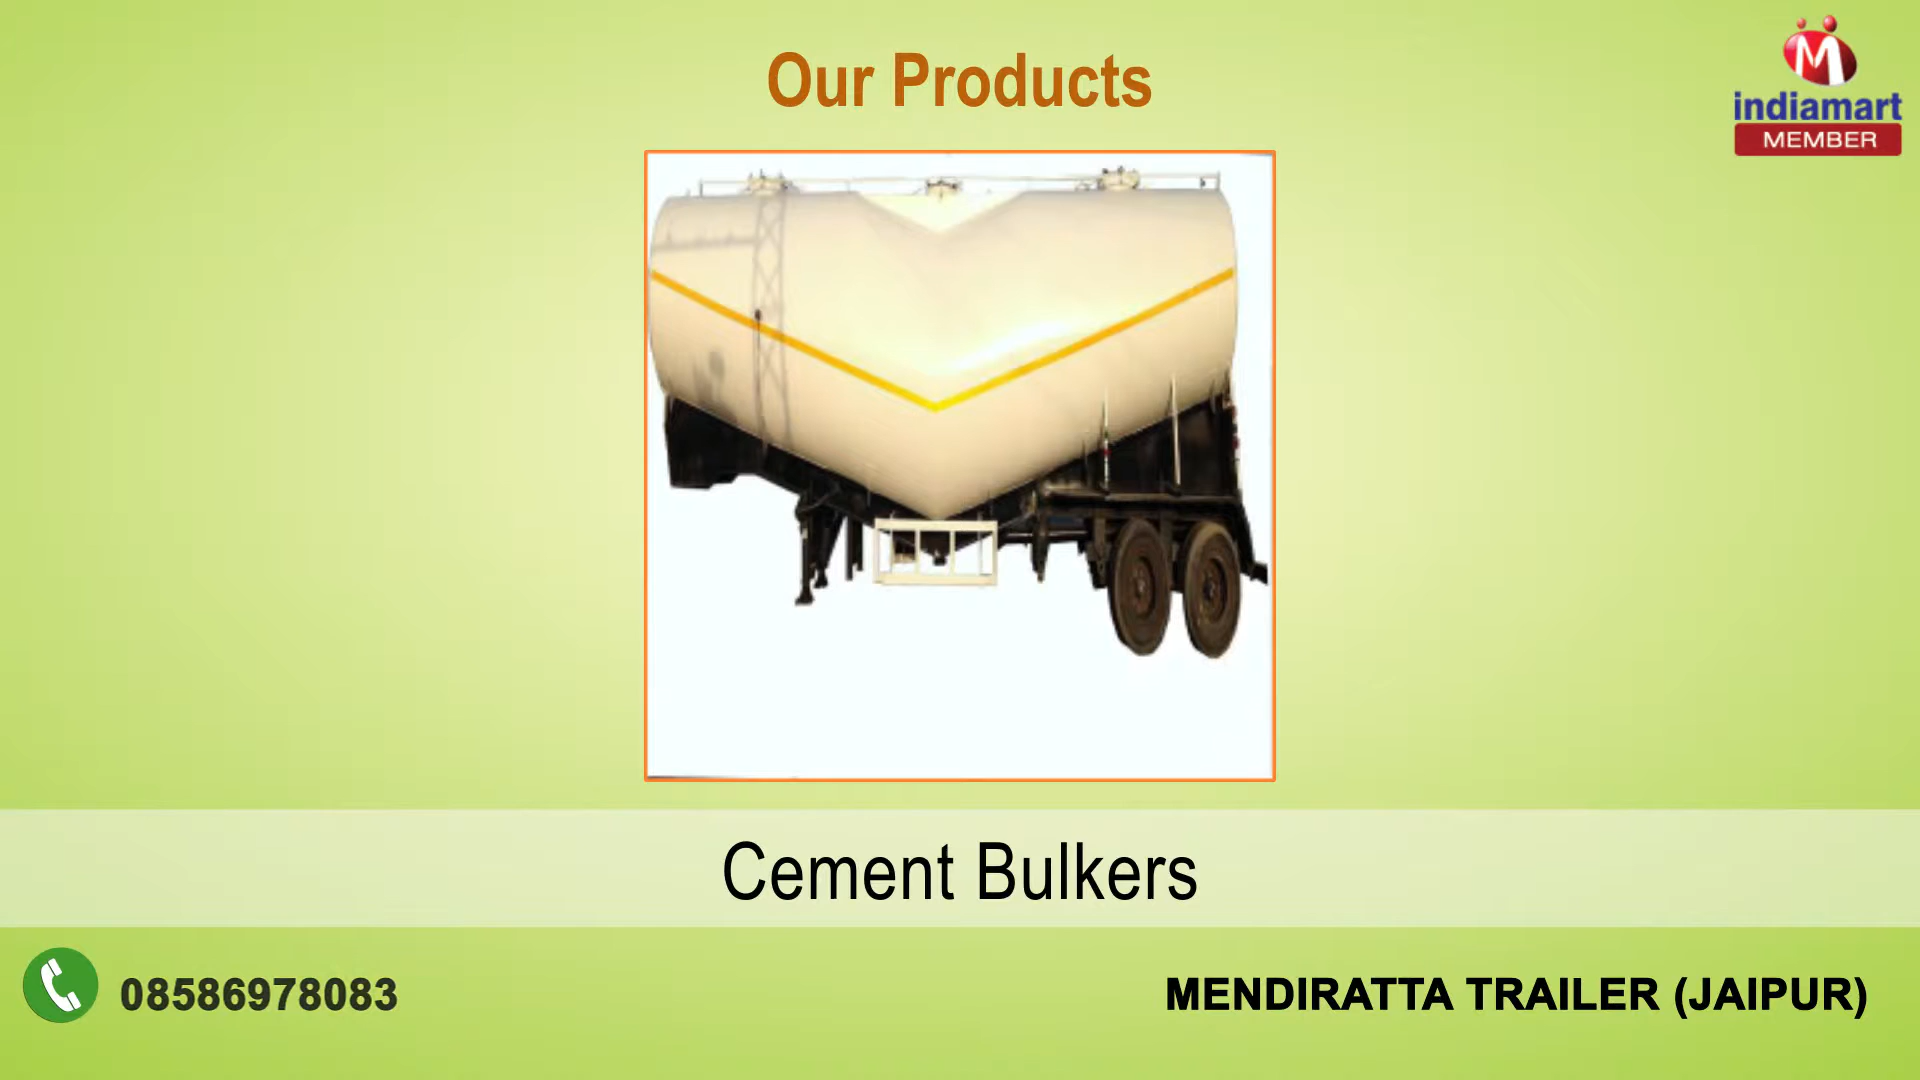 Our Products
indiamart
MEMBER
Cement Bulkers
08586978083
MENDIRATTA TRAILER (JAIPUR)